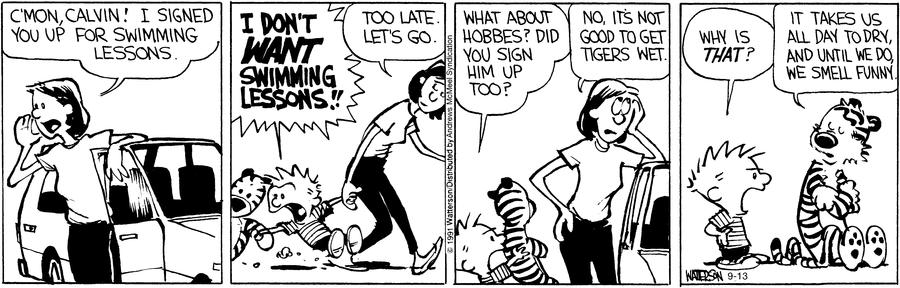 C'MON, CALVIN! I SIGNED
YOU UP FOR SWIMMING
LESSONS.
I DON'T
WANT
SWIMMING
LESSONS!!
TOO LATE.
LET'S GO.
© 1991 Watterson/Distributed by Andrews McMeel Syndication
WHAT ABOUT
HOBBES? DID
YOU SIGN
HIM UP
TOO?
NO, IT'S NOT
GOOD TO GET
TIGERS WET.
WHY IS
THAT?
IT TAKES US
ALL DAY TO DRY,
AND UNTIL WE DO,
WE SMELL FUNNY.
WATTERSON 9-13